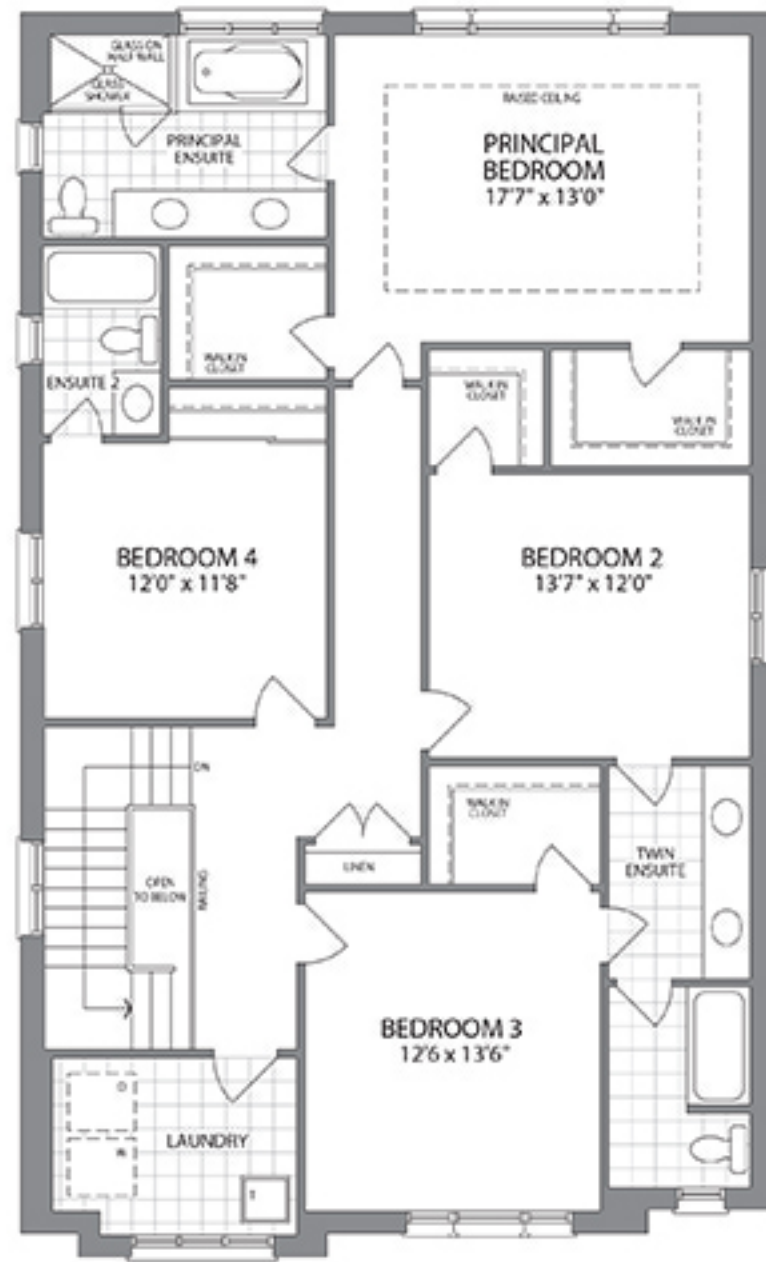 GLASS ON
HALF WALL
GLASS
SHOWER
PRINCIPAL
ENSUITE
RAISED CEILING
PRINCIPAL
BEDROOM
17'7" x 13'0"
WALK IN
CLOSET
ENSUITE 2
WALK IN
CLOSET
WALK IN
CLOSET
BEDROOM 4
12'0" x 11'8"
BEDROOM 2
13'7" x 12'0"
DN
OPEN
TO BELOW
RAILING
LINEN
WALK IN
CLOSET
TWIN
ENSUITE
BEDROOM 3
12'6 x 13'6"
D
W
LAUNDRY